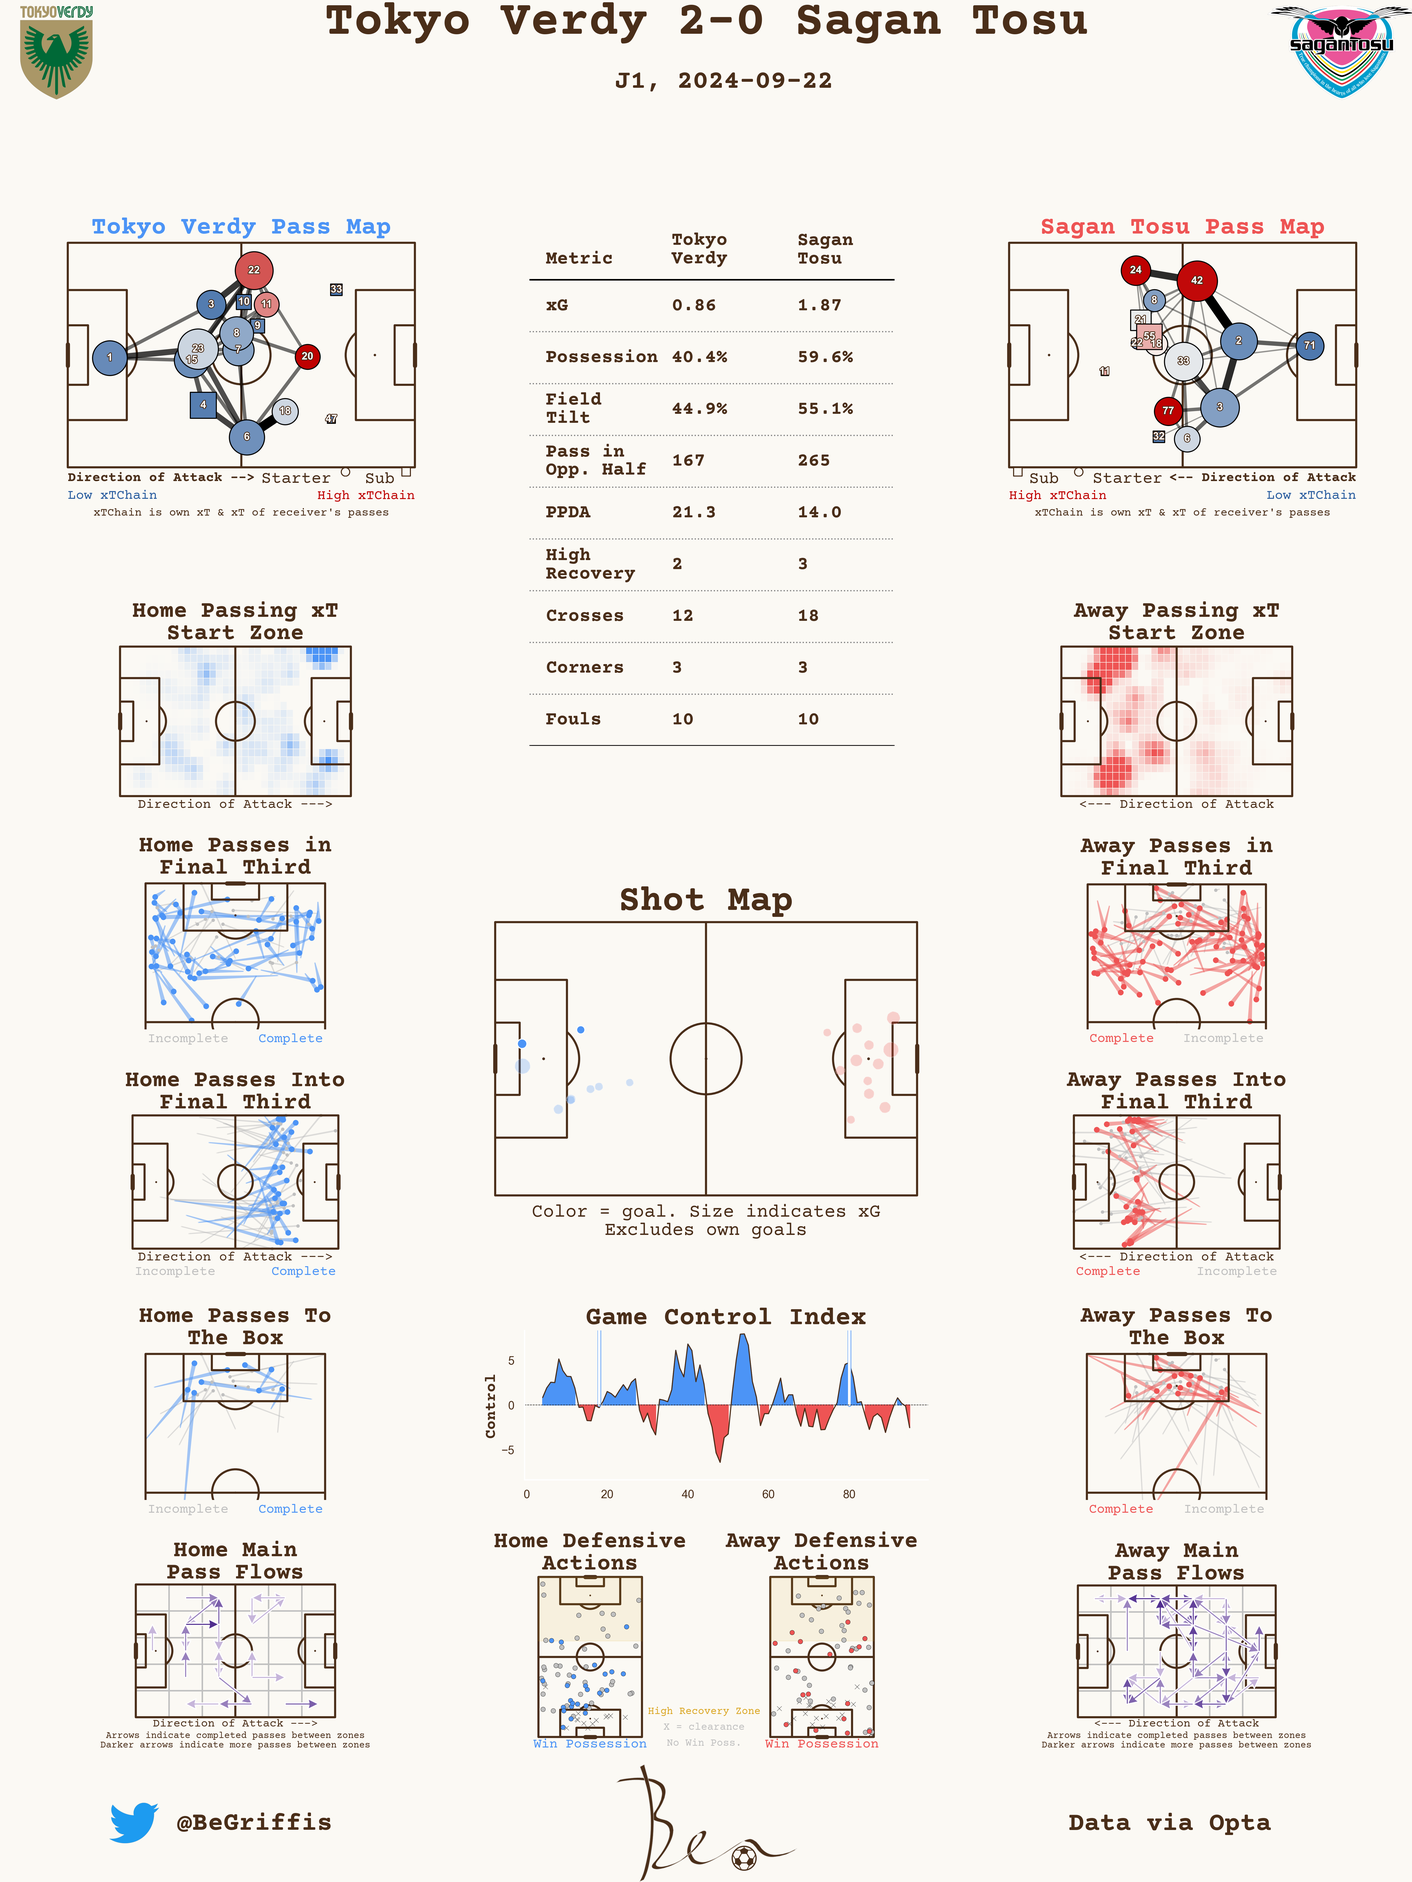 TOKYOVERDY
Tokyo Verdy 2-0 Sagan Tosu
J1, 2024-09-22
saganTosu
Tokyo Verdy Pass Map
22
3
10
11
33
9
8
7
23
15
1
20
4
18
47
6
Direction of Attack --> Starter Sub
Low xTChain High xTChain
xTChain is own xT & xT of receiver's passes
Metric Tokyo Verdy Sagan Tosu
xG 0.86 1.87
Possession 40.4% 59.6%
Field Tilt 44.9% 55.1%
Pass in Opp. Half 167 265
PPDA 21.3 14.0
High Recovery 2 3
Crosses 12 18
Corners 3 3
Fouls 10 10
Sagan Tosu Pass Map
24
42
8
21
55
22
18
2
71
33
11
77
3
32
6
Sub Starter <-- Direction of Attack
High xTChain Low xTChain
xTChain is own xT & xT of receiver's passes
Home Passing xT
Start Zone
Direction of Attack --->
Away Passing xT
Start Zone
<--- Direction of Attack
Home Passes in
Final Third
Incomplete Complete
Shot Map
Color = goal. Size indicates xG
Excludes own goals
Away Passes in
Final Third
Complete Incomplete
Home Passes Into
Final Third
Direction of Attack --->
Incomplete Complete
Away Passes Into
Final Third
<--- Direction of Attack
Complete Incomplete
Home Passes To
The Box
Incomplete Complete
Game Control Index
Control
5
0
−5
0 20 40 60 80
Away Passes To
The Box
Complete Incomplete
Home Main
Pass Flows
Direction of Attack --->
Arrows indicate completed passes between zones
Darker arrows indicate more passes between zones
Home Defensive
Actions
Win Possession
Away Defensive
Actions
High Recovery Zone
X = clearance
No Win Poss.
Win Possession
Away Main
Pass Flows
<--- Direction of Attack
Arrows indicate completed passes between zones
Darker arrows indicate more passes between zones
@BeGriffis
Ben
Data via Opta